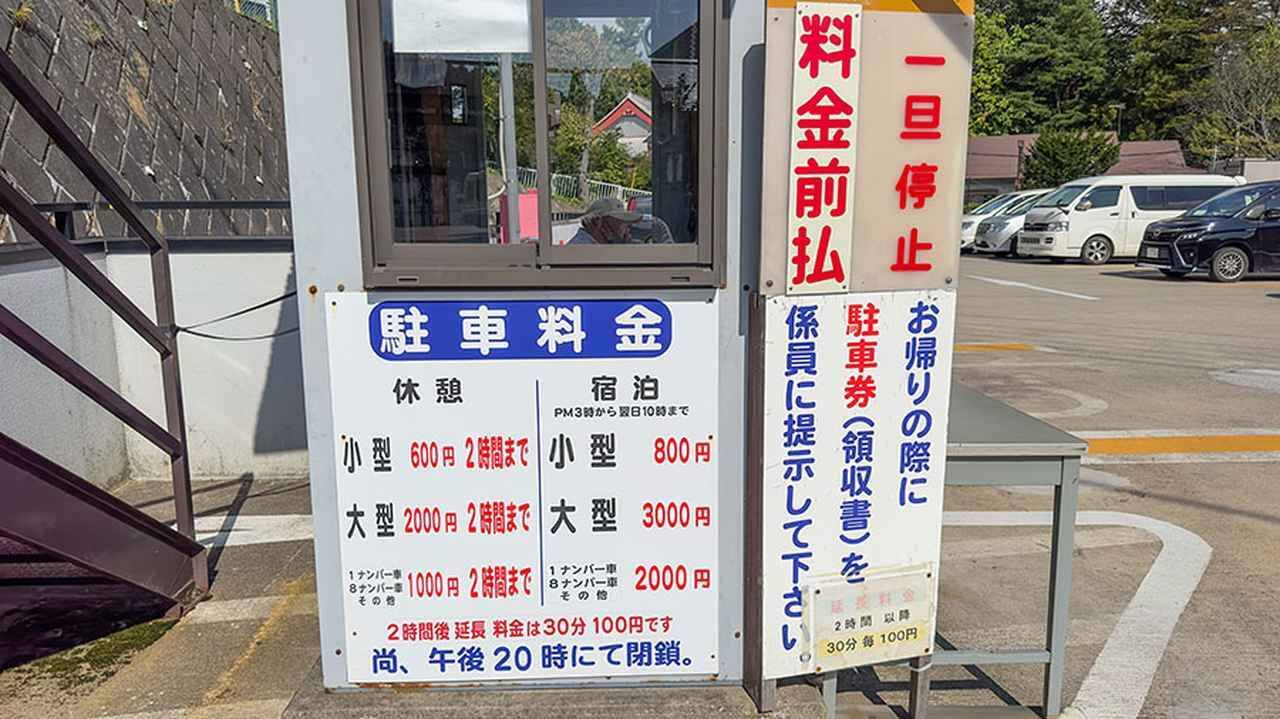 料金前払
一旦停止
駐車料金
休憩
小型 600円 2時間まで
大型 2000円 2時間まで
1ナンバー車
8ナンバー車
その他
1000円 2時間まで
宿泊
PM3時から翌日10時まで
小型 800円
大型 3000円
1ナンバー車
8ナンバー車
その他
2000円
2時間後 延長 料金は30分 100円です
尚、午後20時にて閉鎖。
お帰りの際に
駐車券(領収書)を
係員に提示して下さい
延長料金
2時間 以降
30分毎100円